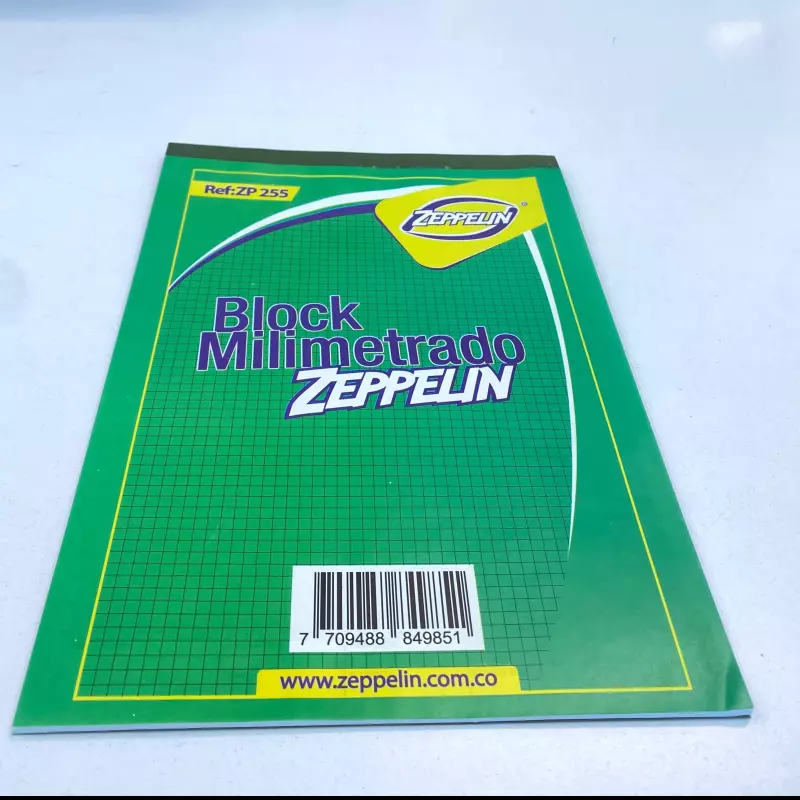 Ref:ZP 255
ZEPPELIN®
Block
Milimetrado
ZEPPELIN
7 709488 849851
www.zeppelin.com.co